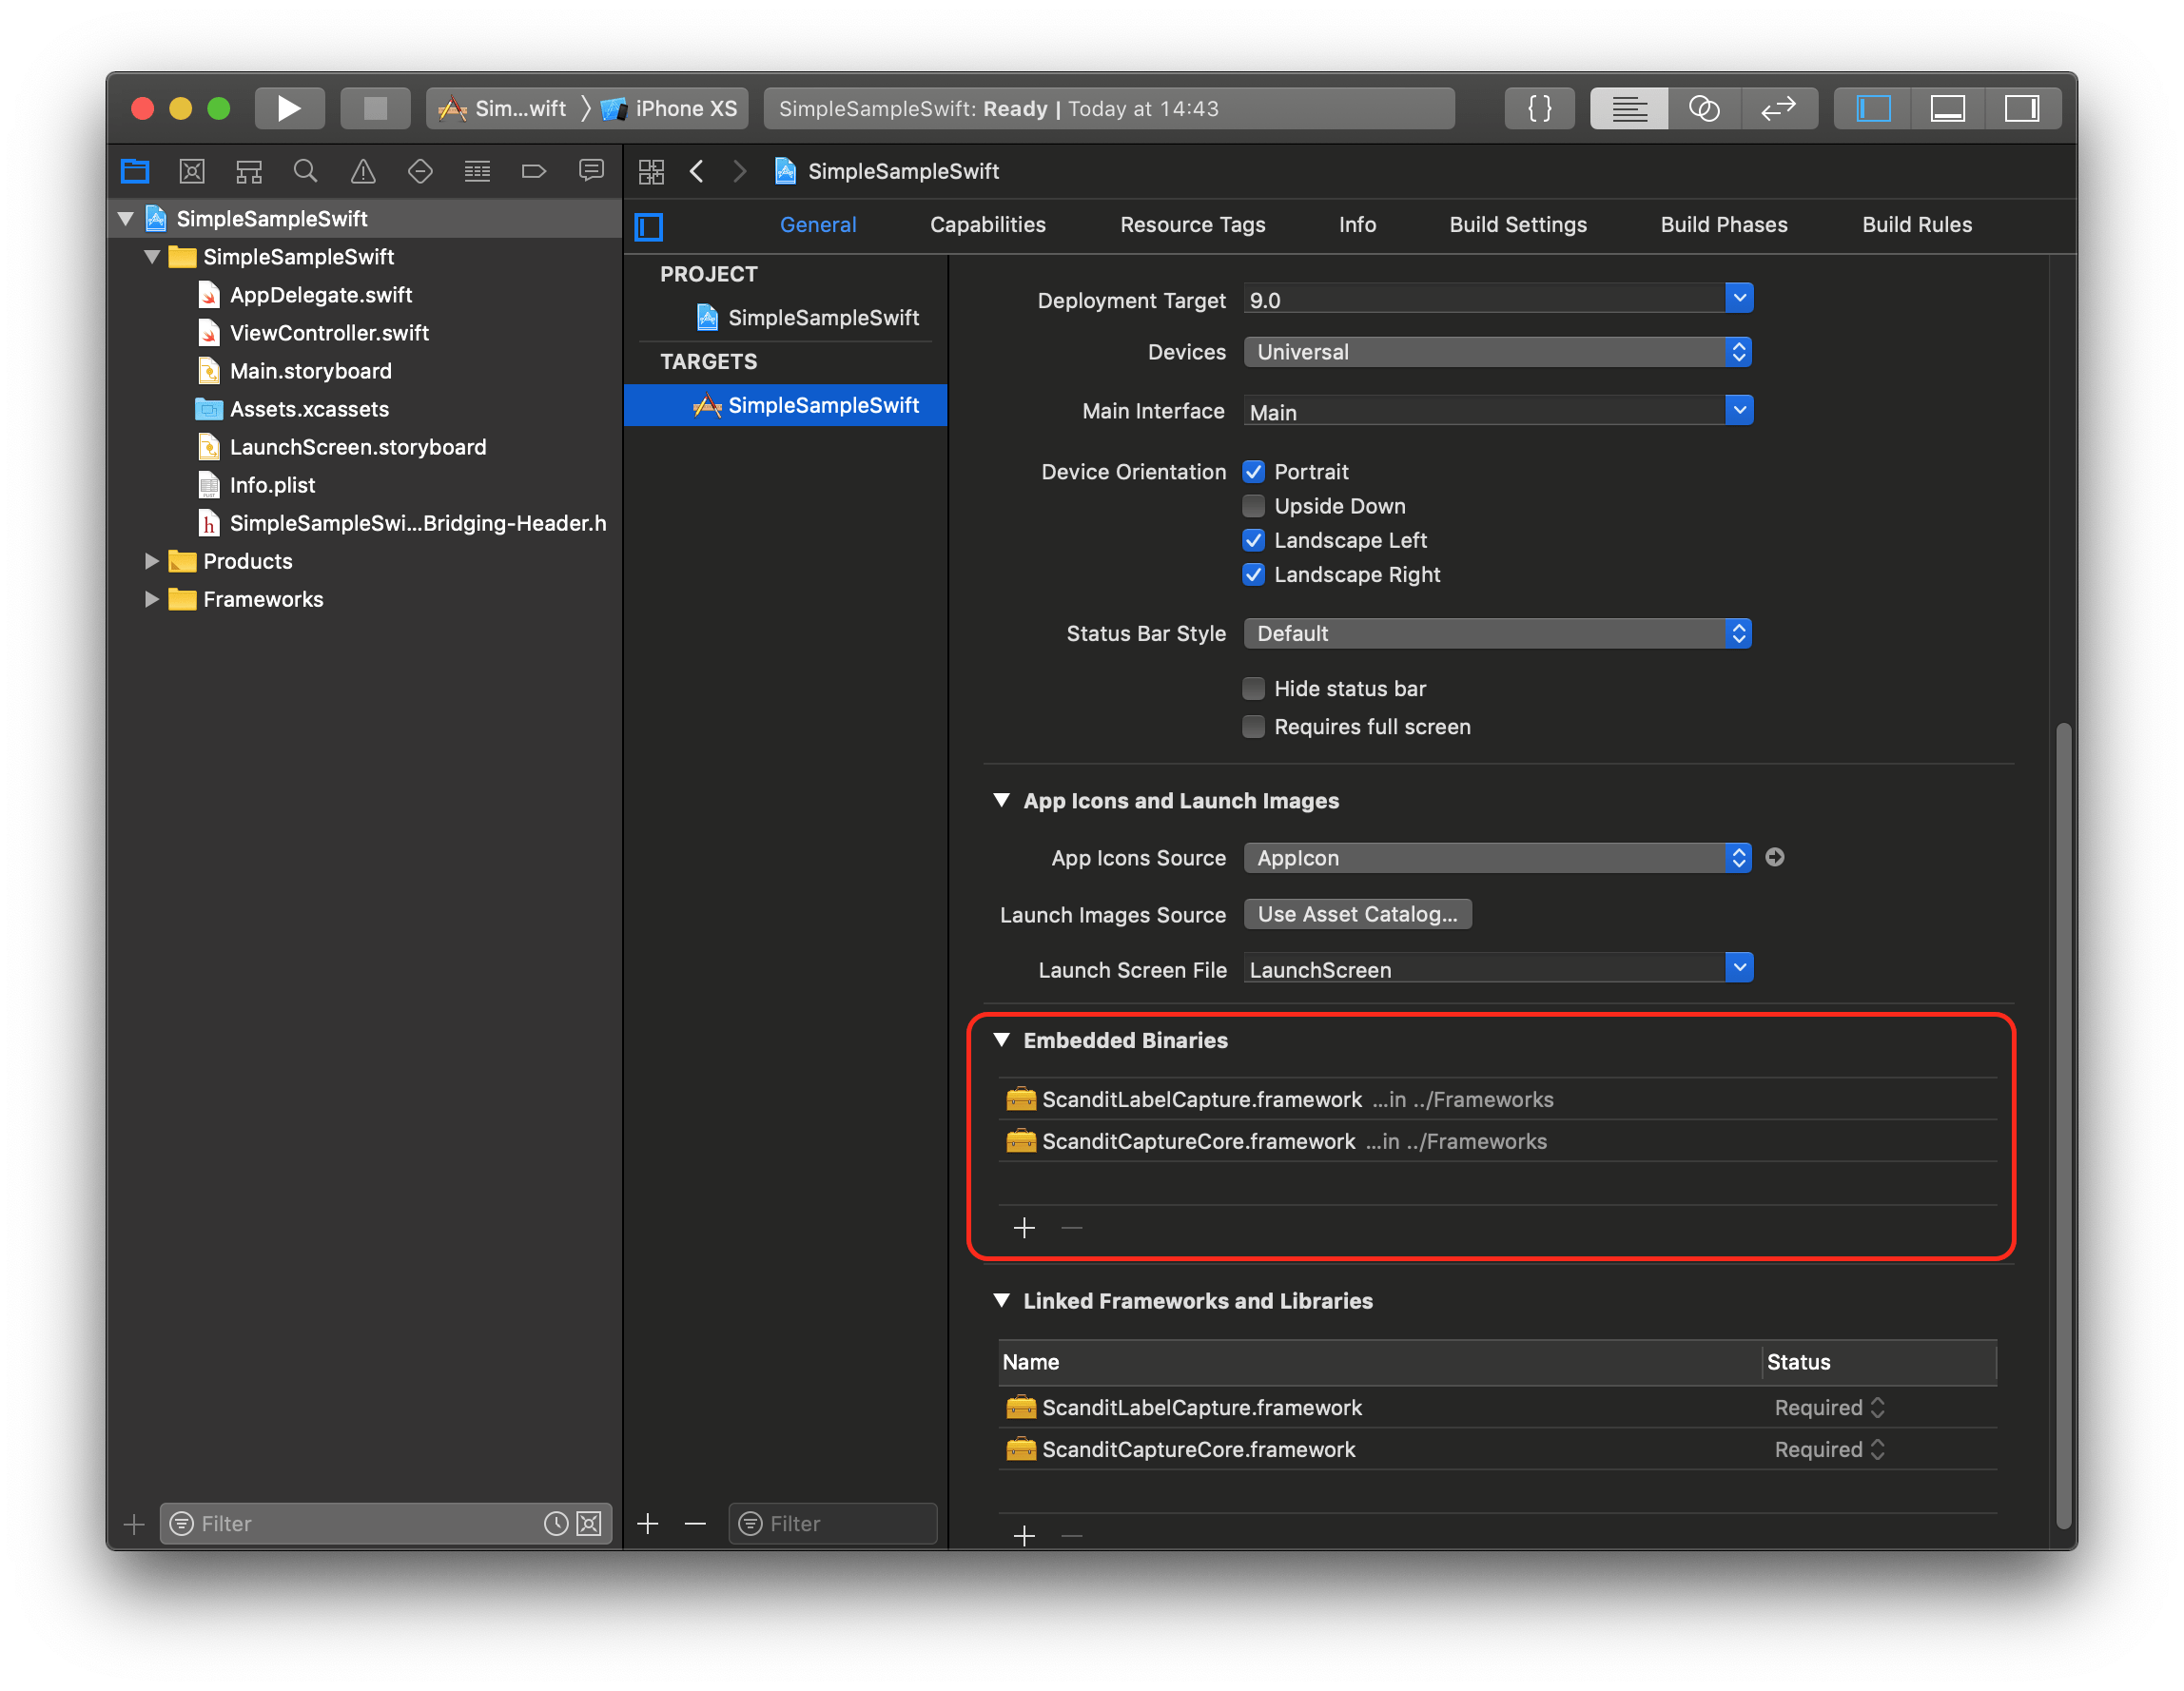 Sim...wift
iPhone XS
SimpleSampleSwift: Ready | Today at 14:43
{ }
SimpleSampleSwift
SimpleSampleSwift
AppDelegate.swift
ViewController.swift
Main.storyboard
Assets.xcassets
LaunchScreen.storyboard
Info.plist
h SimpleSampleSwi...Bridging-Header.h
Products
Frameworks
Filter
SimpleSampleSwift
General Capabilities Resource Tags Info Build Settings Build Phases Build Rules
PROJECT
SimpleSampleSwift
TARGETS
SimpleSampleSwift
Filter
Deployment Target 9.0
Devices Universal
Main Interface Main
Device Orientation Portrait
Upside Down
Landscape Left
Landscape Right
Status Bar Style Default
Hide status bar
Requires full screen
App Icons and Launch Images
App Icons Source AppIcon
Launch Images Source Use Asset Catalog...
Launch Screen File LaunchScreen
Embedded Binaries
ScanditLabelCapture.framework ...in ../Frameworks
ScanditCaptureCore.framework ...in ../Frameworks
Linked Frameworks and Libraries
Name Status
ScanditLabelCapture.framework Required
ScanditCaptureCore.framework Required